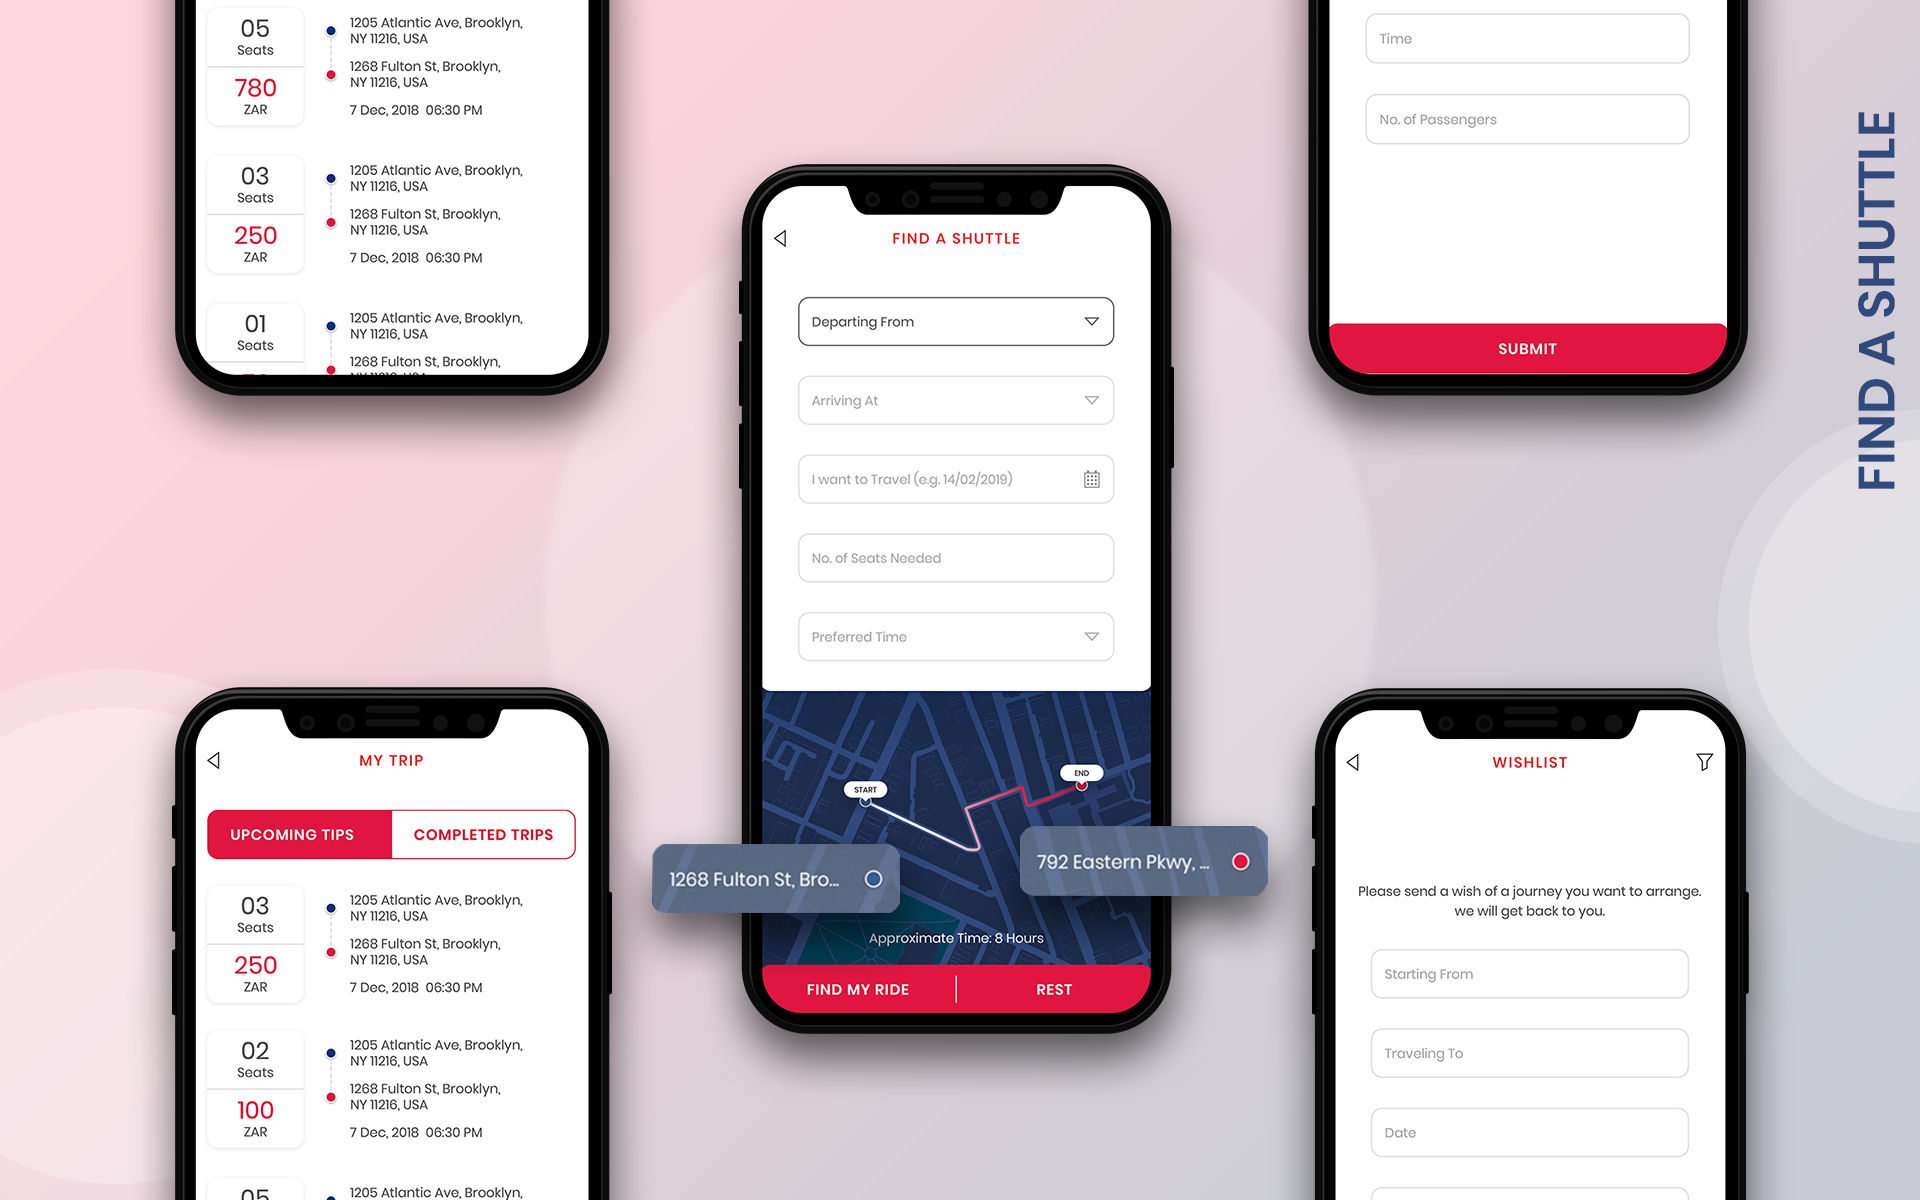 05
Seats
780
ZAR
1205 Atlantic Ave, Brooklyn,
NY 11216, USA
1268 Fulton St, Brooklyn,
NY 11216, USA
7 Dec, 2018 06:30 PM
03
Seats
250
ZAR
1205 Atlantic Ave, Brooklyn,
NY 11216, USA
1268 Fulton St, Brooklyn,
NY 11216, USA
7 Dec, 2018 06:30 PM
01
Seats
1205 Atlantic Ave, Brooklyn,
NY 11216, USA
1268 Fulton St, Brooklyn,
MY TRIP
UPCOMING TIPS
COMPLETED TRIPS
03
Seats
250
ZAR
1205 Atlantic Ave, Brooklyn,
NY 11216, USA
1268 Fulton St, Brooklyn,
NY 11216, USA
7 Dec, 2018 06:30 PM
02
Seats
100
ZAR
1205 Atlantic Ave, Brooklyn,
NY 11216, USA
1268 Fulton St, Brooklyn,
NY 11216, USA
7 Dec, 2018 06:30 PM
05
1205 Atlantic Ave, Brooklyn,
FIND A SHUTTLE
Departing From
Arriving At
I want to Travel (e.g. 14/02/2019)
No. of Seats Needed
Preferred Time
START
END
1268 Fulton St, Bro...
792 Eastern Pkwy, ...
Approximate Time: 8 Hours
FIND MY RIDE
REST
Time
No. of Passengers
SUBMIT
WISHLIST
Please send a wish of a journey you want to arrange.
we will get back to you.
Starting From
Traveling To
Date
FIND A SHUTTLE